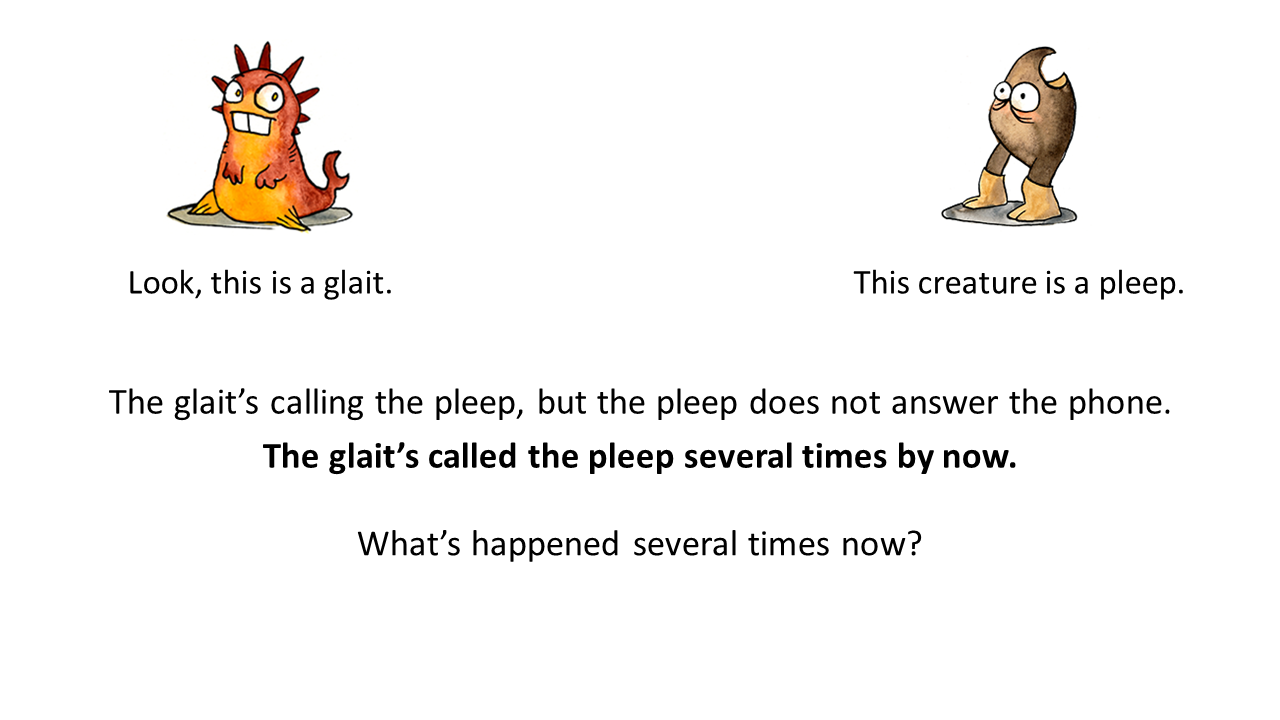 Look, this is a glait.
This creature is a pleep.
The glait’s calling the pleep, but the pleep does not answer the phone.
The glait’s called the pleep several times by now.
What’s happened several times now?